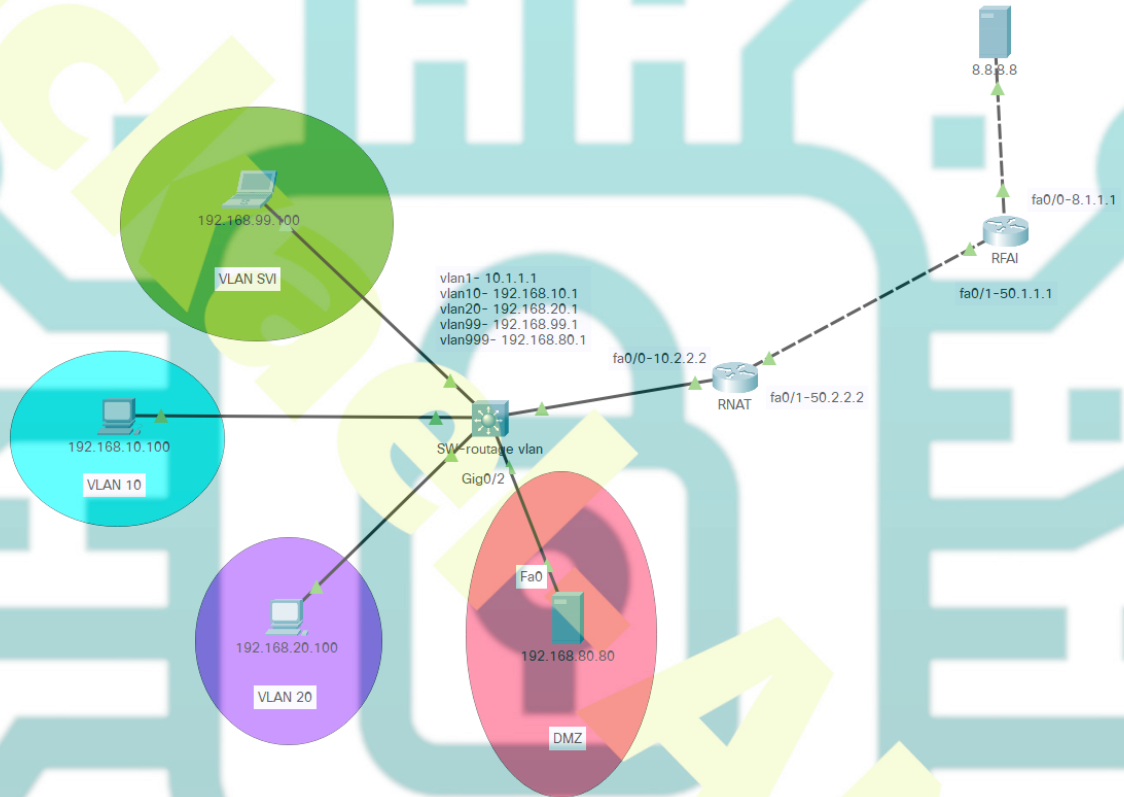 8.8.8.8
fa0/0-8.1.1.1
RFAI
fa0/1-50.1.1.1
192.168.99.100
VLAN SVI
vlan1- 10.1.1.1
vlan10- 192.168.10.1
vlan20- 192.168.20.1
vlan99- 192.168.99.1
vlan999- 192.168.80.1
fa0/0-10.2.2.2
RNAT
fa0/1-50.2.2.2
192.168.10.100
VLAN 10
SW-routage vlan
Gig0/2
Fa0
192.168.20.100
VLAN 20
192.168.80.80
DMZ